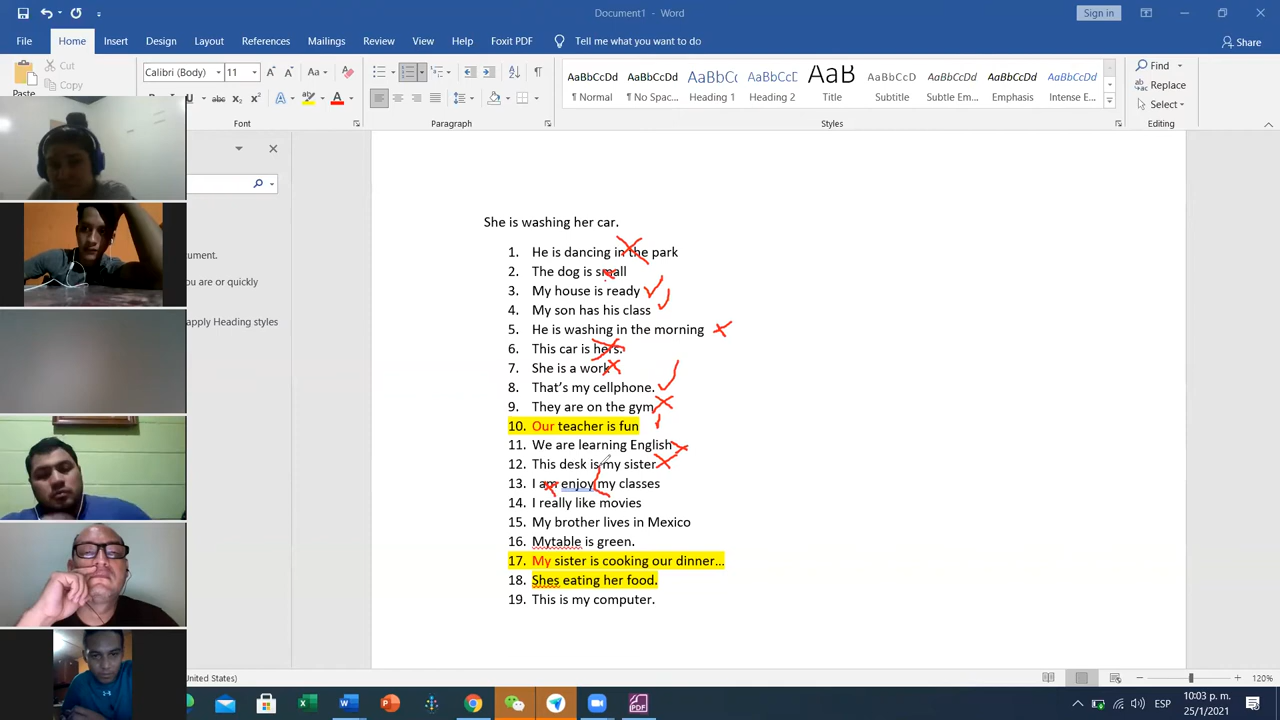 Document1 - Word
Sign in
File Home Insert Design Layout References Mailings Review View Help Foxit PDF Tell me what you want to do Share
Cut
Copy
Paste
Calibri (Body) 11
Font Paragraph Styles Editing
AaBbCcDd AaBbCcDd AaBbCc AaBbCcD AaB AaBbCcD AaBbCcDd AaBbCcDd AaBbCcDd
¶ Normal ¶ No Spac... Heading 1 Heading 2 Title Subtitle Subtle Em... Emphasis Intense E...
Find
Replace
Select
cument.
ou are or quickly
apply Heading styles
She is washing her car.
1. He is dancing in the park
2. The dog is small
3. My house is ready
4. My son has his class
5. He is washing in the morning
6. This car is hers.
7. She is a work
8. That's my cellphone.
9. They are on the gym
10. Our teacher is fun
11. We are learning English
12. This desk is my sister
13. I am enjoy my classes
14. I really like movies
15. My brother lives in Mexico
16. Mytable is green.
17. My sister is cooking our dinner...
18. Shes eating her food.
19. This is my computer.
United States)
120%
10:03 p. m.
25/1/2021